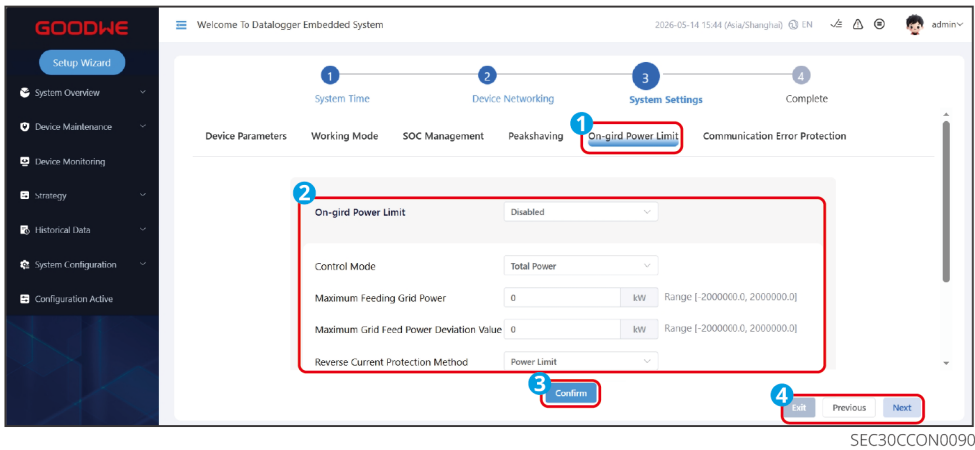 GOODWE
Welcome To Datalogger Embedded System
2026-05-14 15:44 (Asia/Shanghai) EN
admin
Setup Wizard
System Overview
Device Maintenance
Device Monitoring
Strategy
Historical Data
System Configuration
Configuration Active
1
2
3
4
System Time
Device Networking
System Settings
Complete
1
Device Parameters
Working Mode
SOC Management
Peakshaving
On-gird Power Limit
Communication Error Protection
2
On-gird Power Limit
Disabled
Control Mode
Total Power
Maximum Feeding Grid Power
0
kW
Range [-2000000.0, 2000000.0]
Maximum Grid Feed Power Deviation Value
0
kW
Range [-2000000.0, 2000000.0]
Reverse Current Protection Method
Power Limit
3
Confirm
4
Exit
Previous
Next
SEC30CCON0090